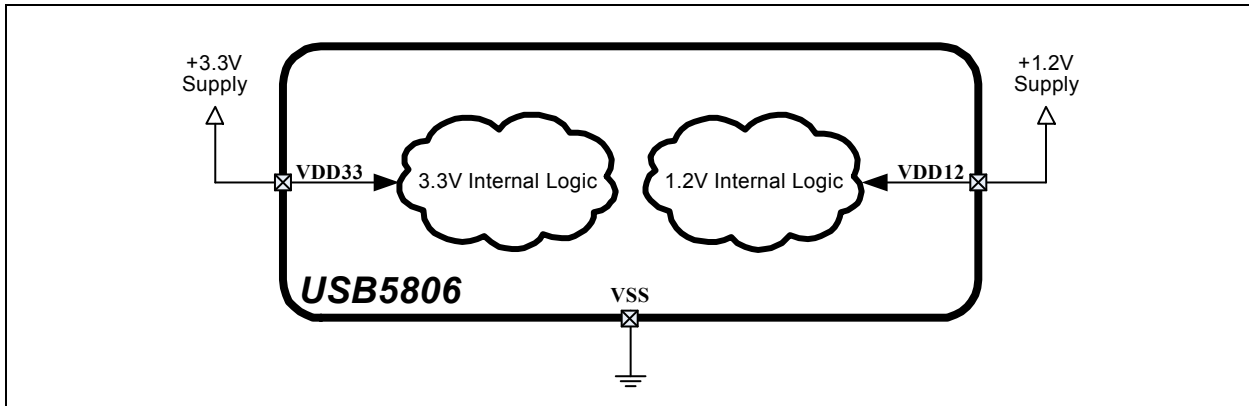 +3.3V
Supply
+1.2V
Supply
VDD33
3.3V Internal Logic
1.2V Internal Logic
VDD12
USB5806
VSS